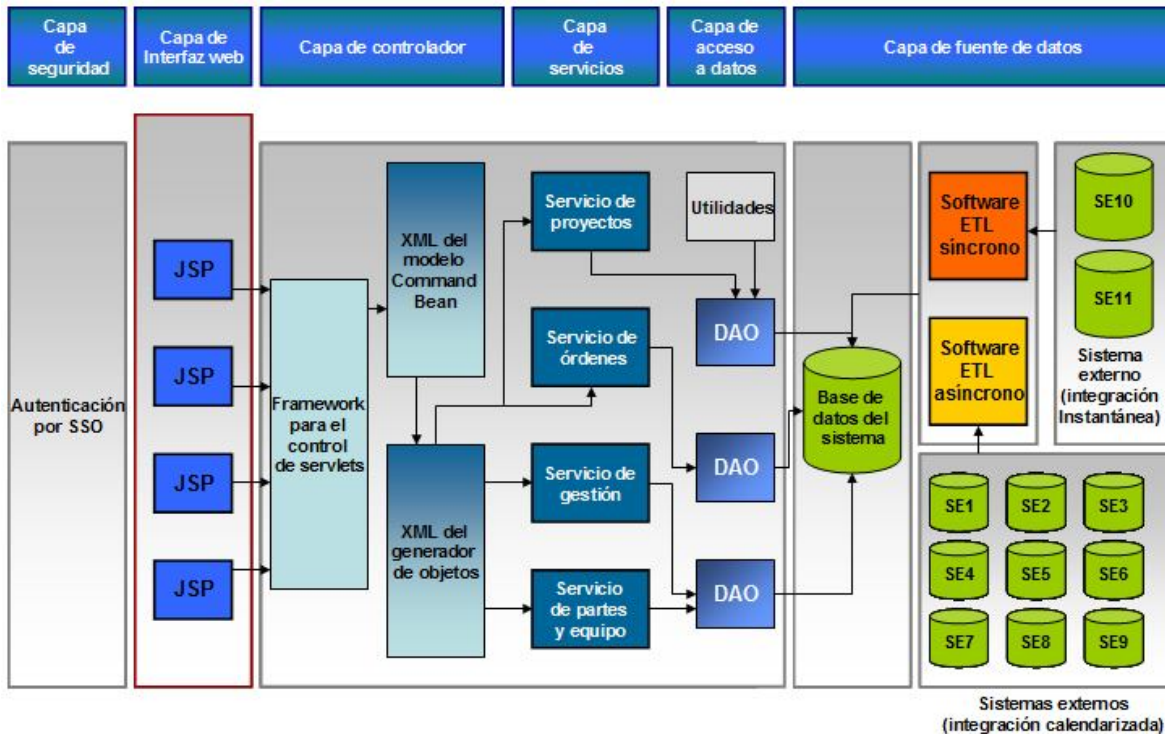 Capa
de
seguridad
Capa de
Interfaz web
Capa de controlador
Capa
de
servicios
Capa de
acceso
a datos
Capa de fuente de datos
Autenticación
por SSO
JSP
JSP
JSP
JSP
Framework
para el
control
de servlets
XML del
modelo
Command
Bean
XML del
generador
de objetos
Servicio de
proyectos
Servicio de
órdenes
Servicio de
gestión
Servicio
de partes
y equipo
Utilidades
DAO
DAO
DAO
Base de
datos del
sistema
Software
ETL
síncrono
Software
ETL
asíncrono
SE10
SE11
Sistema
externo
(integración
Instantánea)
SE1
SE2
SE3
SE4
SE5
SE6
SE7
SE8
SE9
Sistemas externos
(integración calendarizada)